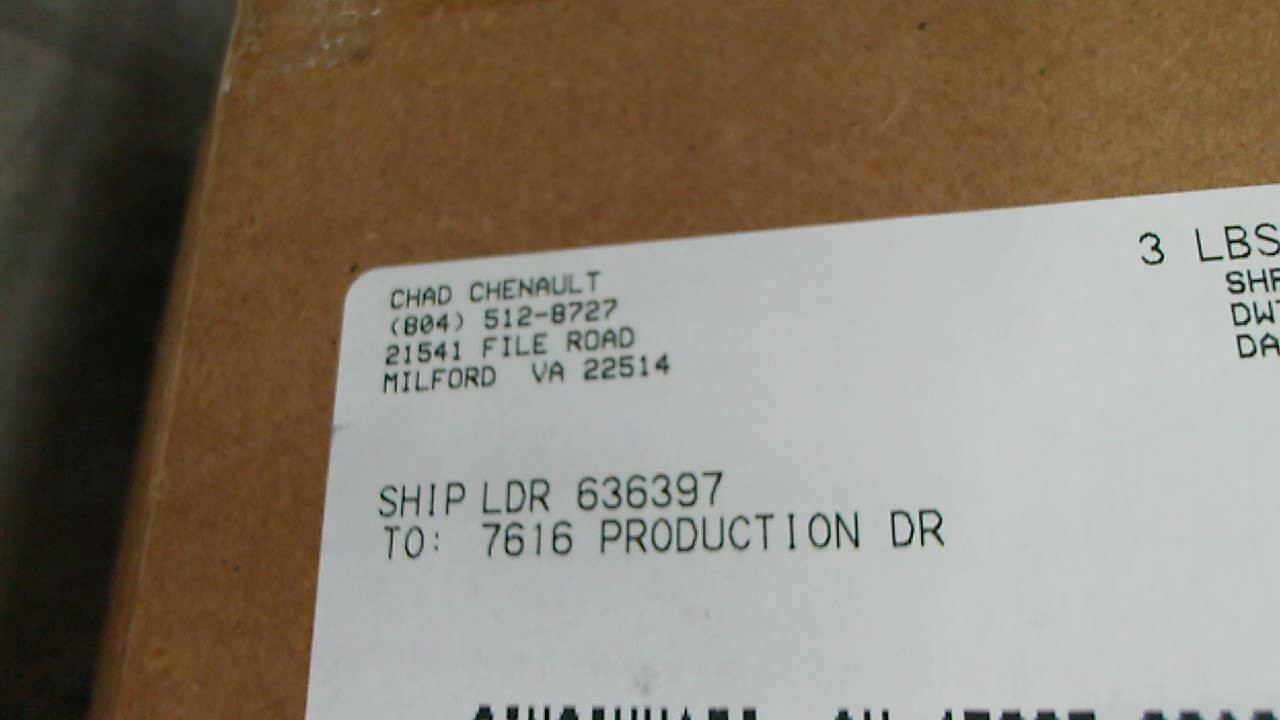 CHAD CHENAULT
(804) 512-8727
21541 FILE ROAD
MILFORD VA 22514
3 LBS
DA
SHIP LDR 636397
TO: 7616 PRODUCTION DR